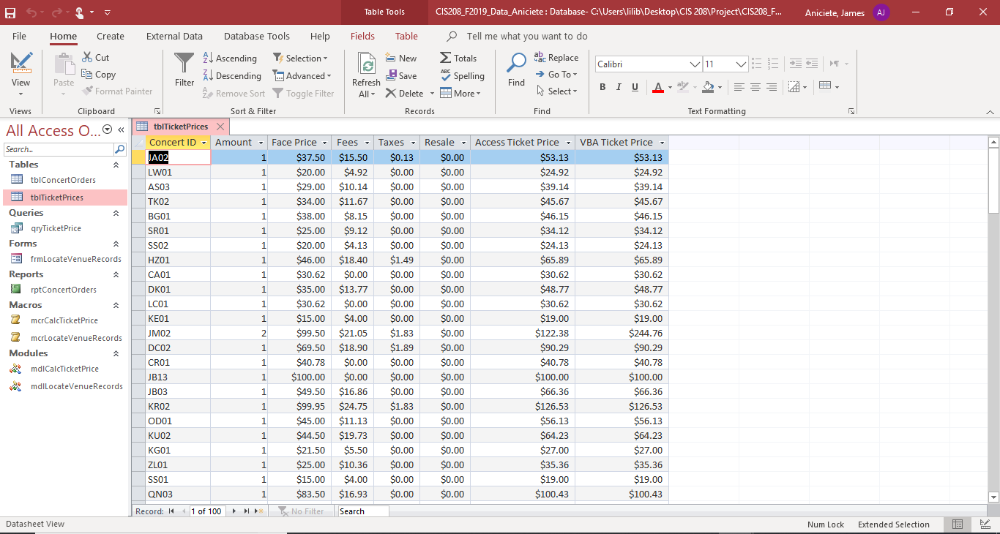 Table Tools
CIS208_F2019_Data_Aniciete : Database- C:\Users\lilib\Desktop\CIS 208\Project\CIS208_F...
Aniciete, James
AJ
File Home Create External Data Database Tools Help Fields Table Tell me what you want to do
View
Views
Paste
Cut
Copy
Format Painter
Clipboard
Filter
Ascending
Descending
Remove Sort
Selection
Advanced
Toggle Filter
Sort & Filter
Refresh
All
New
Save
Delete
Totals
Spelling
More
Records
Find
Replace
Go To
Select
Find
Calibri
11
B I U A
Text Formatting
All Access O...
Search...
Tables
tblConcertOrders
tblTicketPrices
Queries
qryTicketPrice
Forms
frmLocateVenueRecords
Reports
rptConcertOrders
Macros
mcrCalcTicketPrice
mcrLocateVenueRecords
Modules
mdlCalcTicketPrice
mdlLocateVenueRecords
tblTicketPrices
Concert ID Amount Face Price Fees Taxes Resale Access Ticket Price VBA Ticket Price
JA02 1 $37.50 $15.50 $0.13 $0.00 $53.13 $53.13
LW01 1 $20.00 $4.92 $0.00 $0.00 $24.92 $24.92
AS03 1 $29.00 $10.14 $0.00 $0.00 $39.14 $39.14
TK02 1 $34.00 $11.67 $0.00 $0.00 $45.67 $45.67
BG01 1 $38.00 $8.15 $0.00 $0.00 $46.15 $46.15
SR01 1 $25.00 $9.12 $0.00 $0.00 $34.12 $34.12
SS02 1 $20.00 $4.13 $0.00 $0.00 $24.13 $24.13
HZ01 1 $46.00 $18.40 $1.49 $0.00 $65.89 $65.89
CA01 1 $30.62 $0.00 $0.00 $0.00 $30.62 $30.62
DK01 1 $35.00 $13.77 $0.00 $0.00 $48.77 $48.77
LC01 1 $30.62 $0.00 $0.00 $0.00 $30.62 $30.62
KE01 1 $15.00 $4.00 $0.00 $0.00 $19.00 $19.00
JM02 2 $99.50 $21.05 $1.83 $0.00 $122.38 $244.76
DC02 1 $69.50 $18.90 $1.89 $0.00 $90.29 $90.29
CR01 1 $40.78 $0.00 $0.00 $0.00 $40.78 $40.78
JB13 1 $100.00 $0.00 $0.00 $0.00 $100.00 $100.00
JB03 1 $49.50 $16.86 $0.00 $0.00 $66.36 $66.36
KR02 1 $99.95 $24.75 $1.83 $0.00 $126.53 $126.53
OD01 1 $45.00 $11.13 $0.00 $0.00 $56.13 $56.13
KU02 1 $44.50 $19.73 $0.00 $0.00 $64.23 $64.23
KG01 1 $21.50 $5.50 $0.00 $0.00 $27.00 $27.00
ZL01 1 $25.00 $10.36 $0.00 $0.00 $35.36 $35.36
SS01 1 $15.00 $4.00 $0.00 $0.00 $19.00 $19.00
QN03 1 $83.50 $16.93 $0.00 $0.00 $100.43 $100.43
Record: 1 of 100 No Filter Search
Datasheet View Num Lock Extended Selection